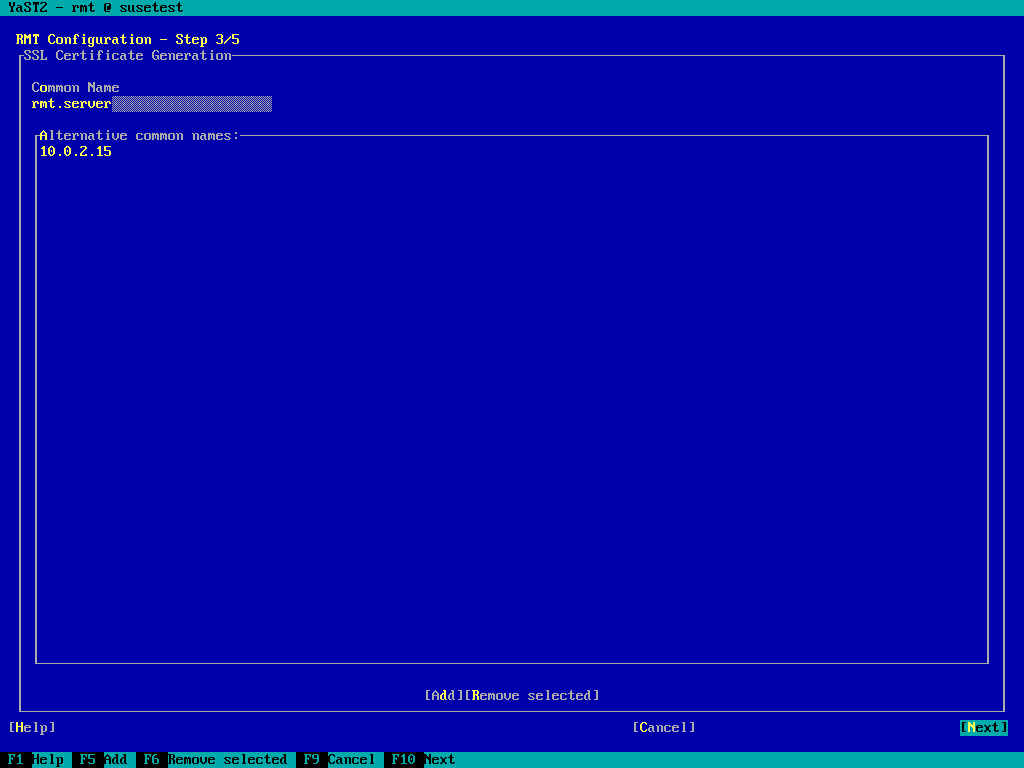 YaST2 - rmt @ susetest
RMT Configuration - Step 3/5
SSL Certificate Generation
Common Name
rmt.server
Alternative common names:
10.0.2.15
[Add][Remove selected]
[Help] [Cancel] [Next]
F1 Help F5 Add F6 Remove selected F9 Cancel F10 Next